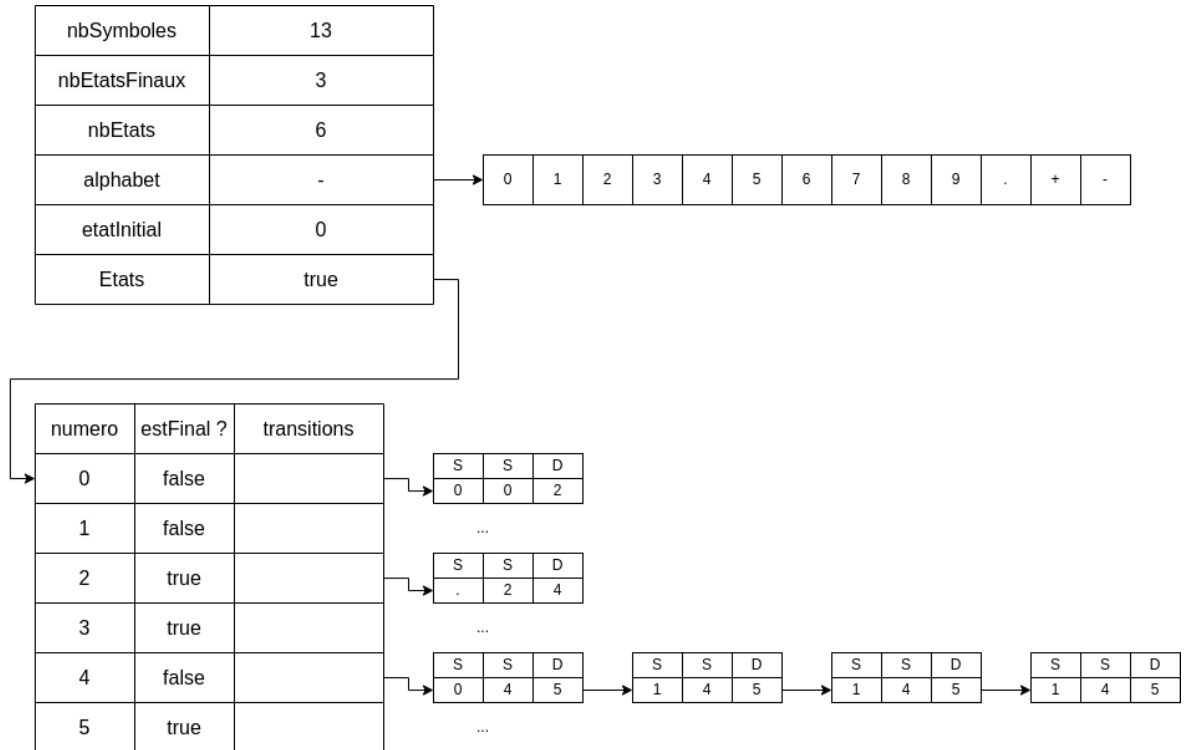 nbSymboles 13
nbEtatsFinaux 3
nbEtats 6
alphabet - 0 1 2 3 4 5 6 7 8 9 . + -
etatInitial 0
Etats true
numero estFinal ? transitions
S S D
0 false 0 0 2
1 false ...
S S D
2 true . 2 4
3 true ...
S S D S S D S S D S S D
4 false 0 4 5 1 4 5 1 4 5 1 4 5
5 true ...